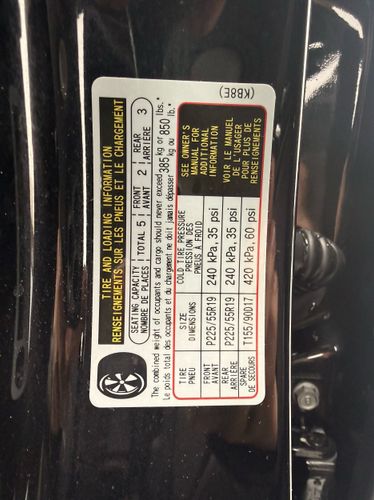 TIRE AND LOADING INFORMATION
RENSEIGNEMENTS SUR LES PNEUS ET LE CHARGEMENT
SEATING CAPACITY
NOMBRE DE PLACES
TOTAL 5
FRONT
AVANT 2
REAR
ARRIÈRE 3
The combined weight of occupants and cargo should never exceed 385 kg or 850 lbs.
Le poids total des occupants et du chargement ne doit jamais dépasser kg ou lb.
TIRE
PNEU
SIZE
DIMENSIONS
COLD TIRE PRESSURE
PRESSION DES
PNEUS À FROID
FRONT
AVANT
P225/55R19
240 kPa, 35 psi
REAR
ARRIÈRE
P225/55R19
240 kPa, 35 psi
SPARE
DE SECOURS
T155/90D17
420 kPa, 60 psi
SEE OWNER'S
MANUAL FOR
ADDITIONAL
INFORMATION
VOIR LE MANUEL
DE L'USAGER
POUR PLUS DE
RENSEIGNEMENTS
(KB8E)